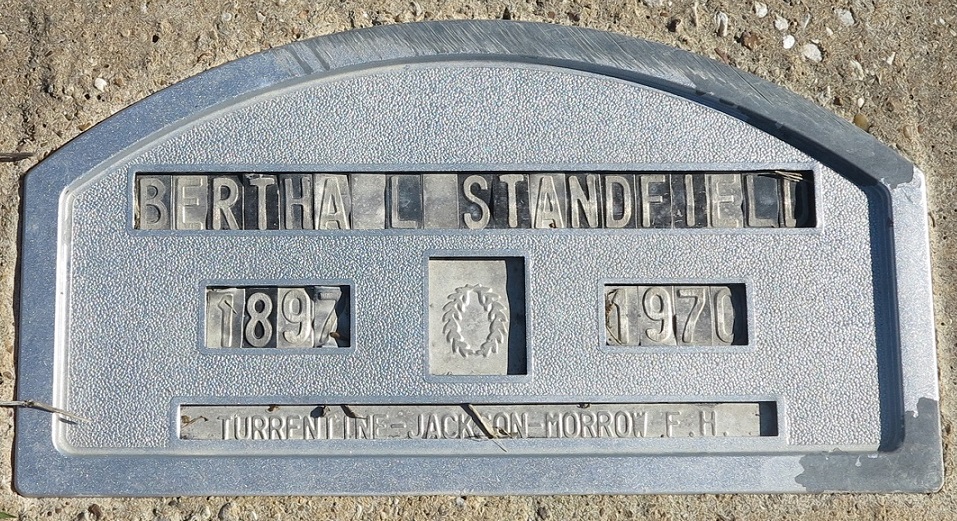 BERTHA L STANDFIELD
1897 1970
TURRENTINE-JACKSON-MORROW F.H.